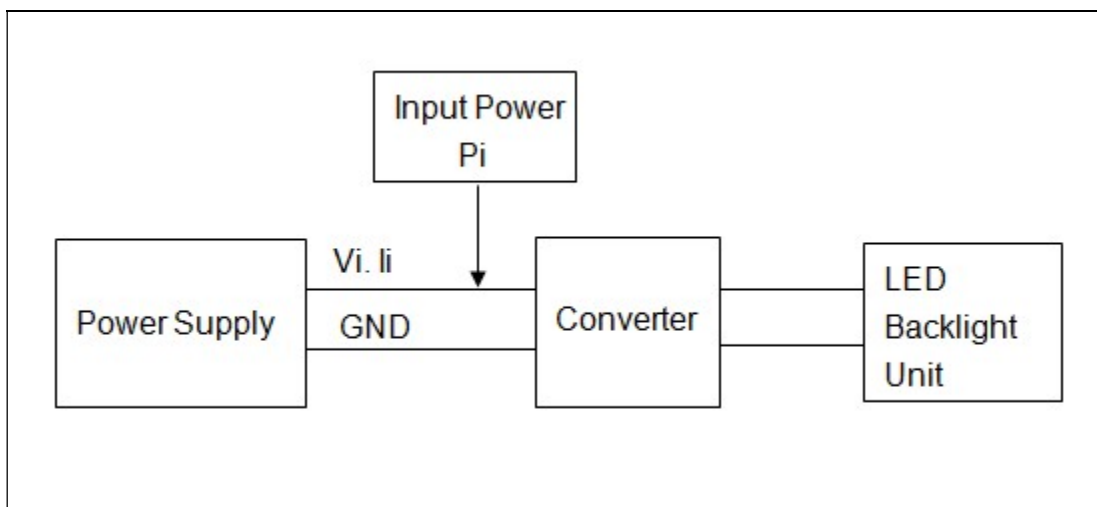 Input Power
Pi
Vi. Ii
Power Supply
GND
Converter
LED
Backlight
Unit